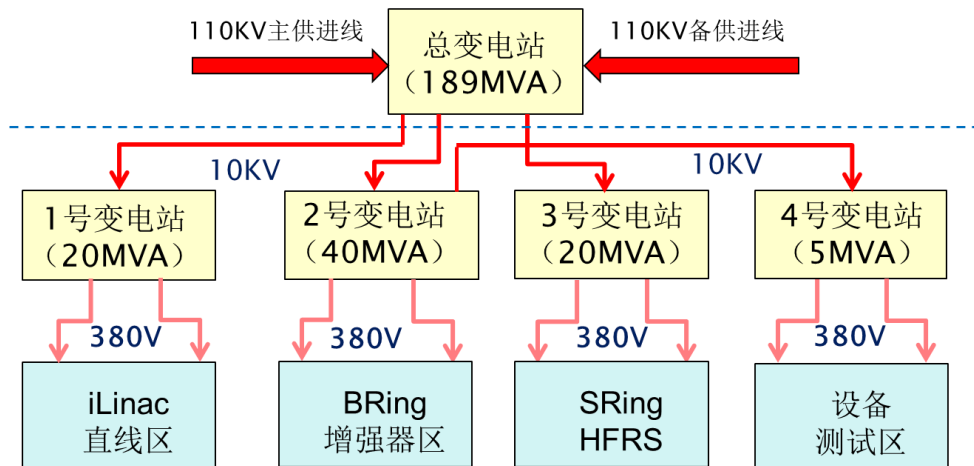 110KV主供进线
总变电站
（189MVA）
110KV备供进线
10KV
10KV
1号变电站
（20MVA）
2号变电站
（40MVA）
3号变电站
（20MVA）
4号变电站
（5MVA）
380V
380V
380V
380V
iLinac
直线区
BRing
增强器区
SRing
HFRS
设备
测试区